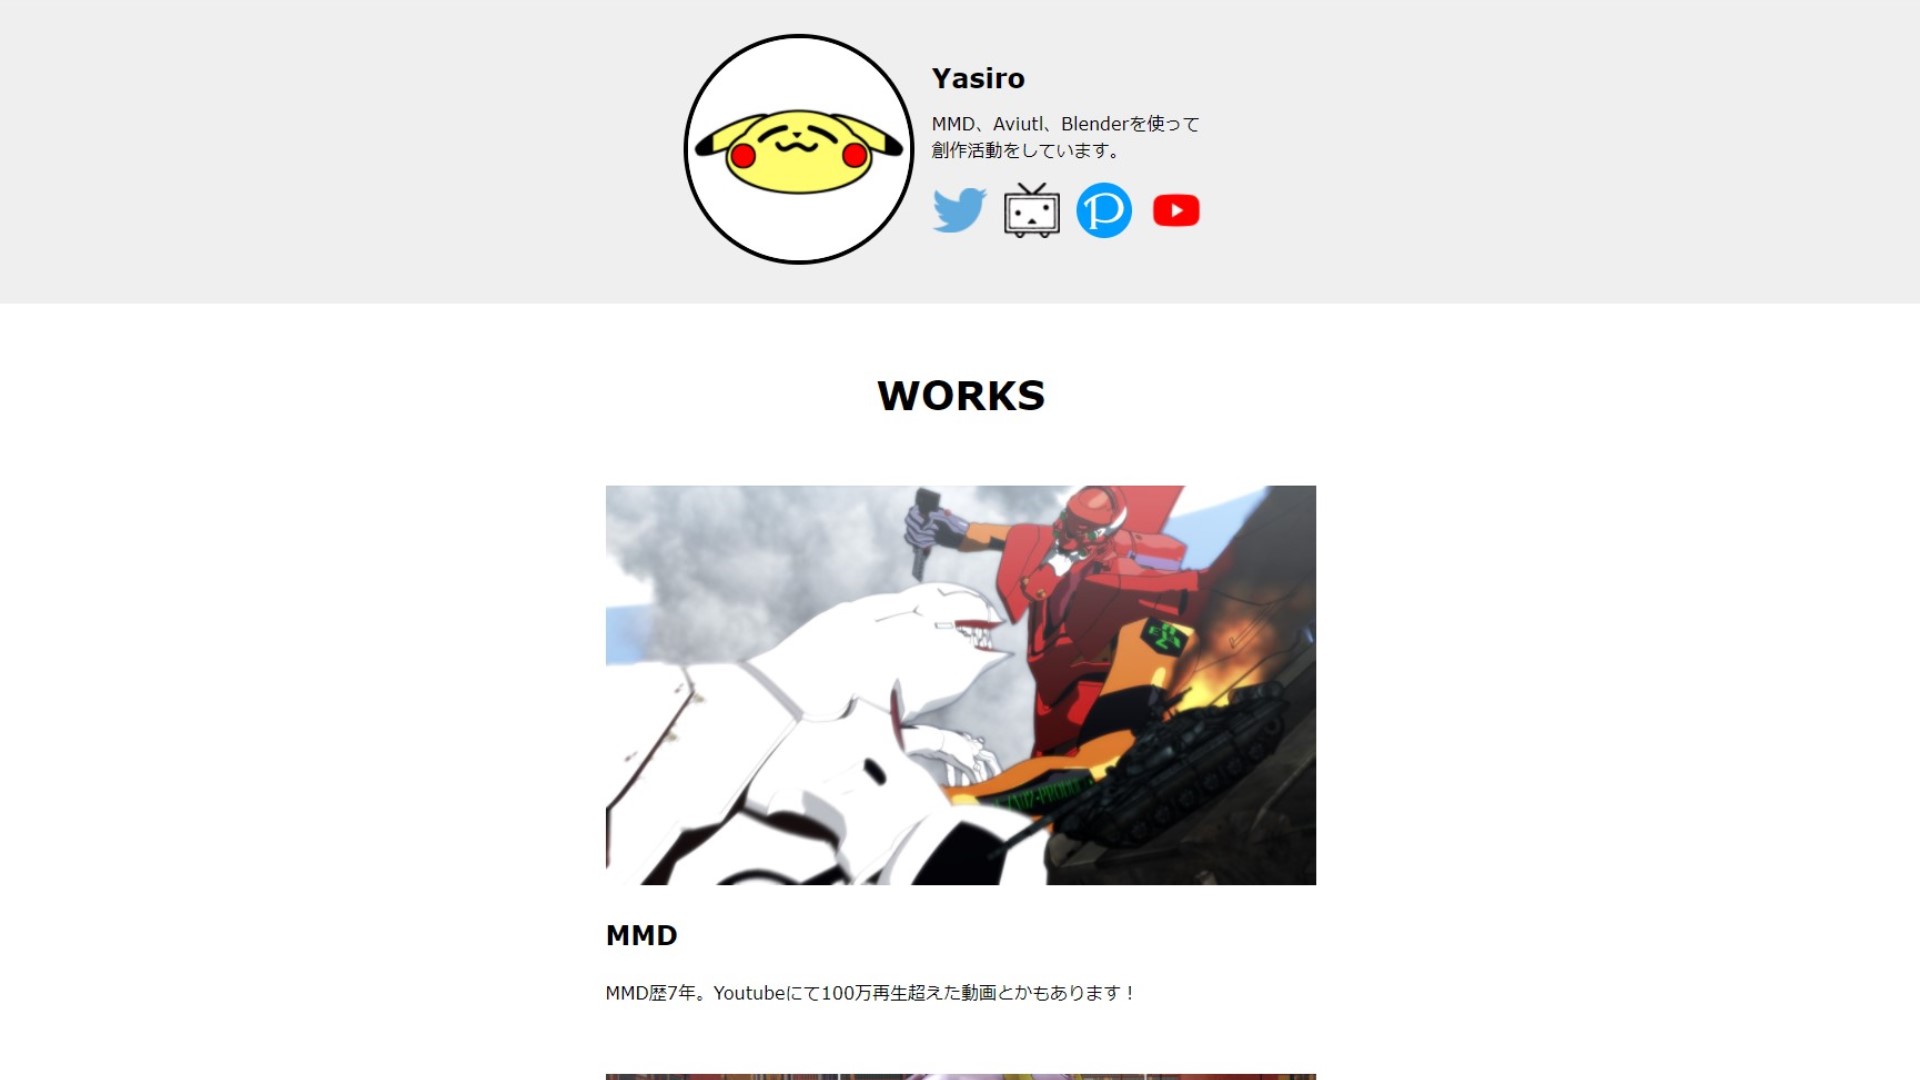 Yasiro
MMD、Aviutl、Blenderを使って
創作活動をしています。
WORKS
MMD
MMD歴7年。Youtubeにて100万再生超えた動画とかもあります！